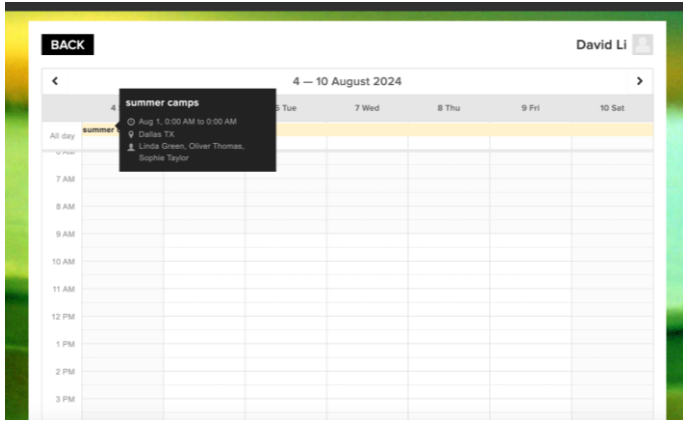 BACK
David Li
4 — 10 August 2024
4
Tue
7 Wed
8 Thu
9 Fri
10 Sat
All day
summer
summer camps
Aug 1, 0:00 AM to 0:00 AM
Dallas TX
Linda Green, Oliver Thomas,
Sophie Taylor
7 AM
8 AM
9 AM
10 AM
11 AM
12 PM
1 PM
2 PM
3 PM